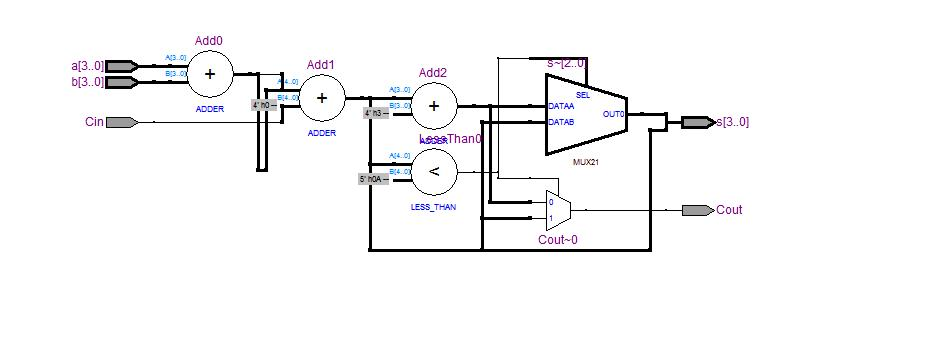 Add0
a[3..0]
b[3..0]
A[3..0]
B[3..0]
ADDER
Cin
Add1
A[4..0]
B[4..0]
4' h0
ADDER
Add2
A[3..0]
B[3..0]
4' h3
ADDER
LessThan0
A[4..0]
B[4..0]
5' h0A
<
LESS_THAN
s~[2..0]
SEL
DATAA
DATAB
OUT0
MUX21
s[3..0]
0
1
Cout~0
Cout
+
+
+